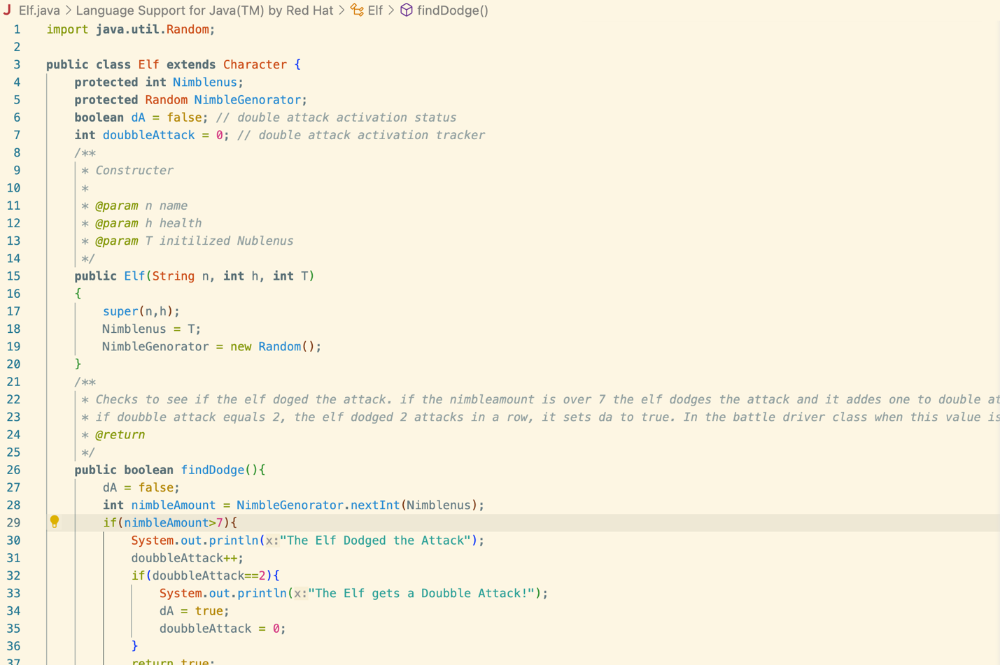 Elf.java > Language Support for Java(TM) by Red Hat > Elf > findDodge()
1 import java.util.Random;
2
3 public class Elf extends Character {
4 protected int Nimblenus;
5 protected Random NimbleGenorator;
6 boolean dA = false; // double attack activation status
7 int doubbleAttack = 0; // double attack activation tracker
8 /**
9 * Constructer
10 *
11 * @param n name
12 * @param h health
13 * @param T initilized Nublenus
14 */
15 public Elf(String n, int h, int T)
16 {
17 super(n,h);
18 Nimblenus = T;
19 NimbleGenorator = new Random();
20 }
21 /**
22 * Checks to see if the elf doged the attack. if the nimbleamount is over 7 the elf dodges the attack and it addes one to double at
23 * if doubble attack equals 2, the elf dodged 2 attacks in a row, it sets da to true. In the battle driver class when this value is
24 * @return
25 */
26 public boolean findDodge(){
27 dA = false;
28 int nimbleAmount = NimbleGenorator.nextInt(Nimblenus);
29 if(nimbleAmount>7){
30 System.out.println(x:"The Elf Dodged the Attack");
31 doubbleAttack++;
32 if(doubbleAttack==2){
33 System.out.println(x:"The Elf gets a Doubble Attack!");
34 dA = true;
35 doubbleAttack = 0;
36 }
37 return true;